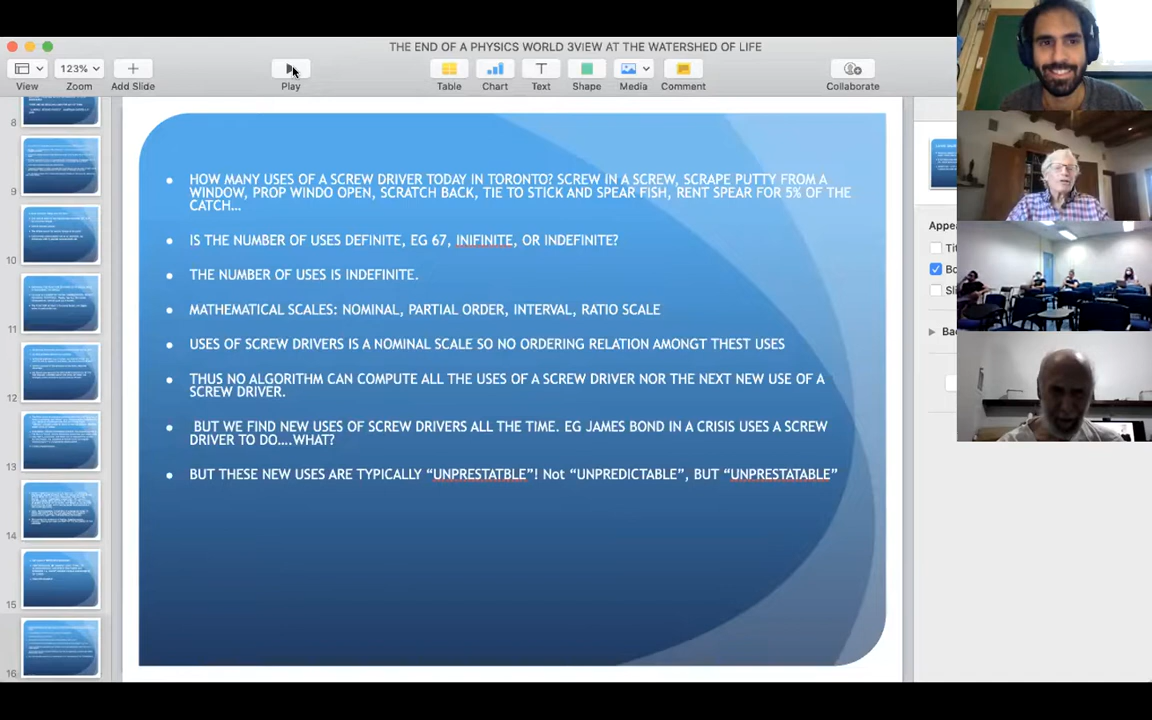 THE END OF A PHYSICS WORLD 3VIEW AT THE WATERSHED OF LIFE
123%
View
Zoom
Add Slide
Play
Table
Chart
Text
Shape
Media
Comment
Collaborate
8
9
10
11
12
13
14
15
16
HOW MANY USES OF A SCREW DRIVER TODAY IN TORONTO? SCREW IN A SCREW, SCRAPE PUTTY FROM A
WINDOW, PROP WINDO OPEN, SCRATCH BACK, TIE TO STICK AND SPEAR FISH, RENT SPEAR FOR 5% OF THE
CATCH…
IS THE NUMBER OF USES DEFINITE, EG 67, INIFINITE, OR INDEFINITE?
THE NUMBER OF USES IS INDEFINITE.
MATHEMATICAL SCALES: NOMINAL, PARTIAL ORDER, INTERVAL, RATIO SCALE
USES OF SCREW DRIVERS IS A NOMINAL SCALE SO NO ORDERING RELATION AMONGT THEST USES
THUS NO ALGORITHM CAN COMPUTE ALL THE USES OF A SCREW DRIVER NOR THE NEXT NEW USE OF A
SCREW DRIVER.
BUT WE FIND NEW USES OF SCREW DRIVERS ALL THE TIME. EG JAMES BOND IN A CRISIS USES A SCREW
DRIVER TO DO….WHAT?
BUT THESE NEW USES ARE TYPICALLY “UNPRESTATBLE”! Not “UNPREDICTABLE”, BUT “UNPRESTATABLE”
Appea
Tit
Bo
Sli
Bac